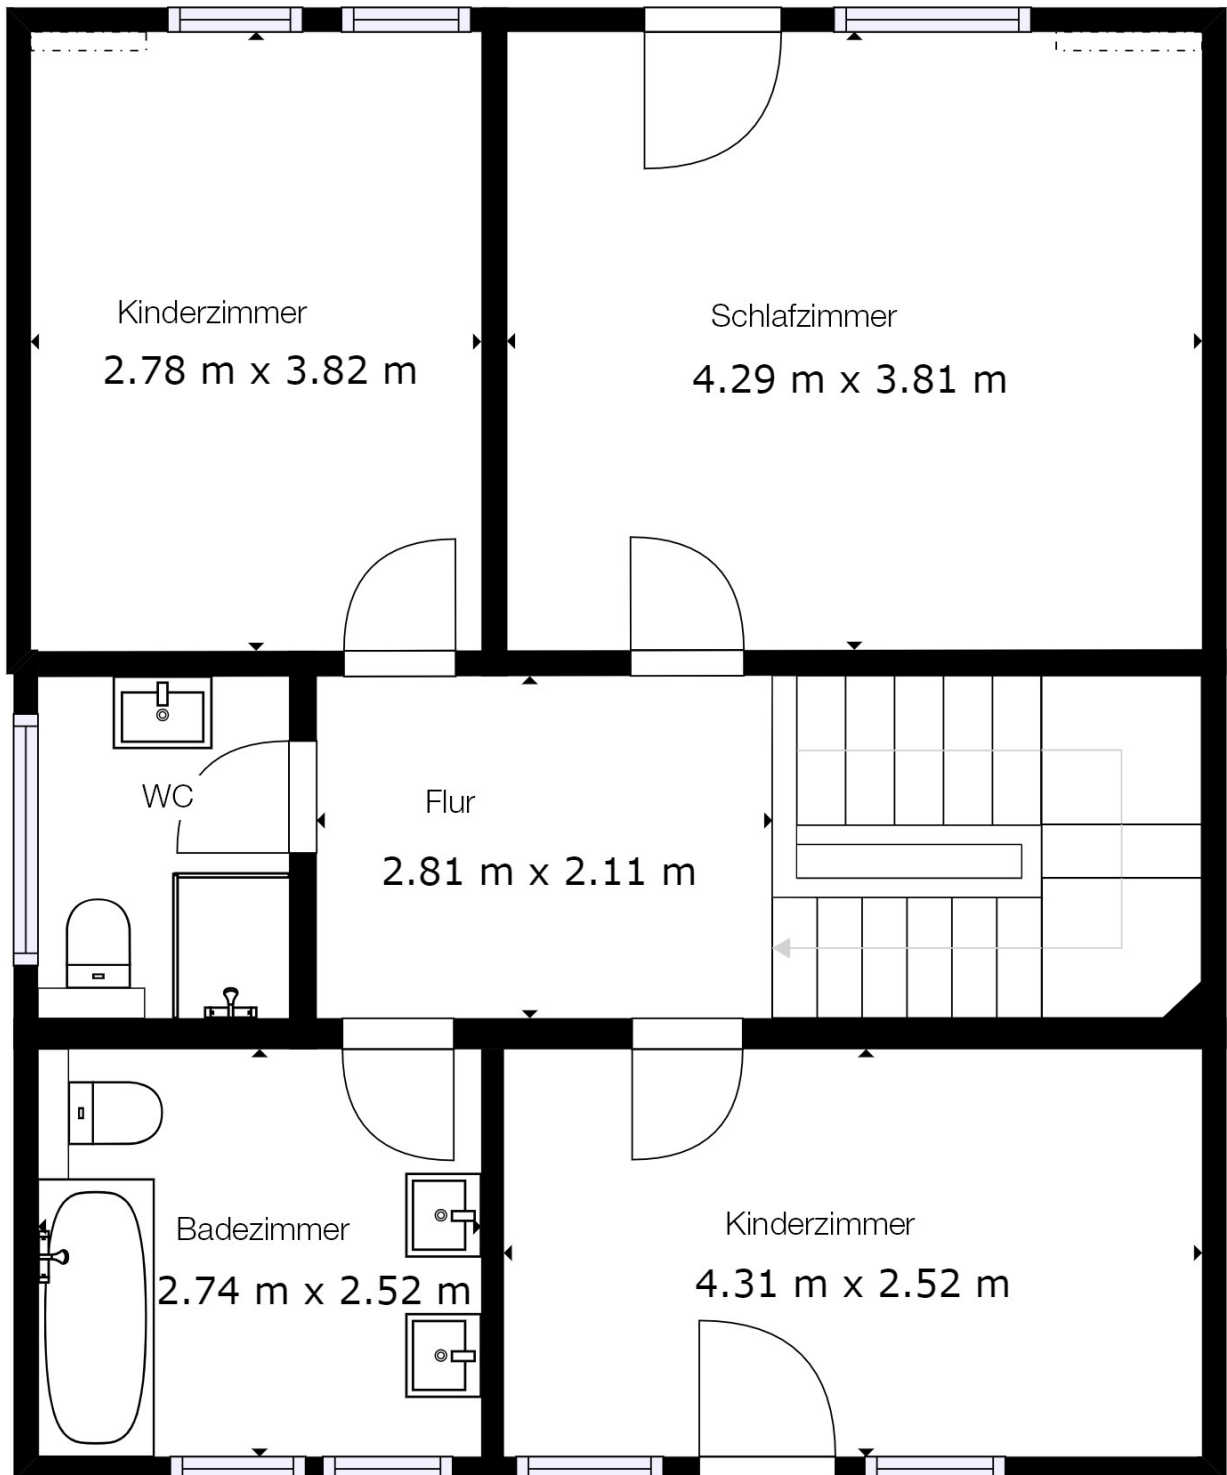 Kinderzimmer
2.78 m x 3.82 m
Schlafzimmer
4.29 m x 3.81 m
WC
Flur
2.81 m x 2.11 m
Badezimmer
2.74 m x 2.52 m
Kinderzimmer
4.31 m x 2.52 m